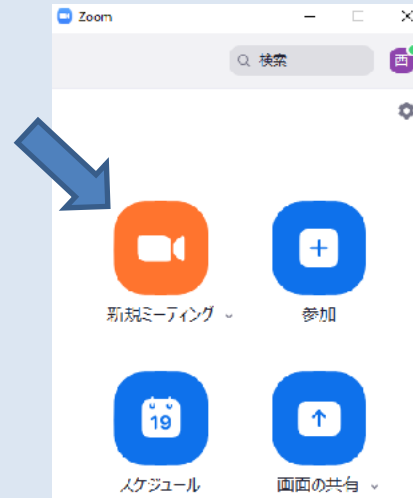 Zoom
検索
西
新規ミーティング
参加
19
スケジュール
画面の共有